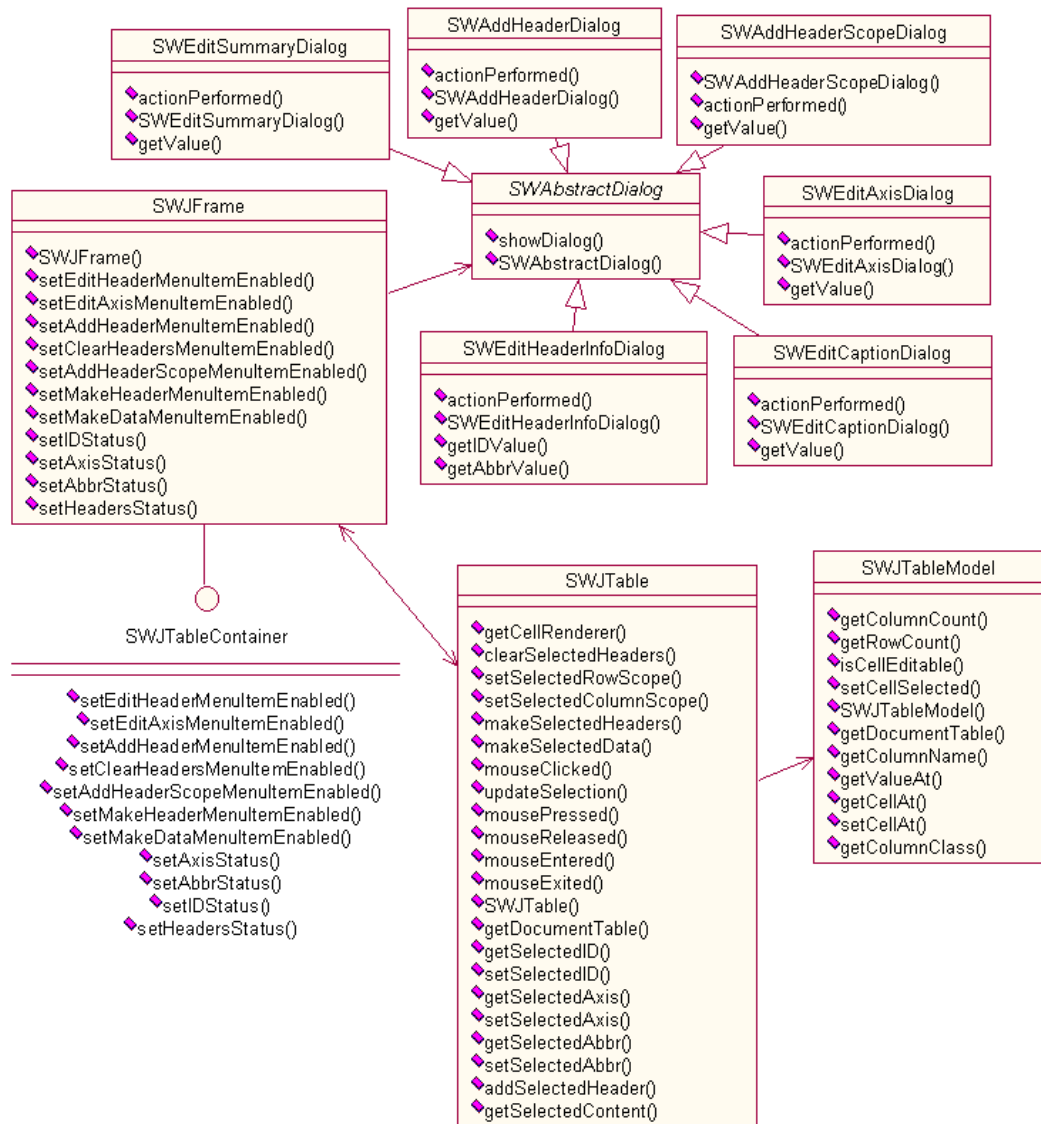 SWEditSummaryDialog
actionPerformed()
SWEditSummaryDialog()
getValue()
SWAddHeaderDialog
actionPerformed()
SWAddHeaderDialog()
getValue()
SWAddHeaderScopeDialog
SWAddHeaderScopeDialog()
actionPerformed()
getValue()
SWJFrame
SWJFrame()
setEditHeaderMenuItemEnabled()
setEditAxisMenuItemEnabled()
setAddHeaderMenuItemEnabled()
setClearHeadersMenuItemEnabled()
setAddHeaderScopeMenuItemEnabled()
setMakeHeaderMenuItemEnabled()
setMakeDataMenuItemEnabled()
setIDStatus()
setAxisStatus()
setAbbrStatus()
setHeadersStatus()
SWAbstractDialog
showDialog()
SWAbstractDialog()
SWEditAxisDialog
actionPerformed()
SWEditAxisDialog()
getValue()
SWEditHeaderInfoDialog
actionPerformed()
SWEditHeaderInfoDialog()
getIDValue()
getAbbrValue()
SWEditCaptionDialog
actionPerformed()
SWEditCaptionDialog()
getValue()
SWJTableContainer
setEditHeaderMenuItemEnabled()
setEditAxisMenuItemEnabled()
setAddHeaderMenuItemEnabled()
setClearHeadersMenuItemEnabled()
setAddHeaderScopeMenuItemEnabled()
setMakeHeaderMenuItemEnabled()
setMakeDataMenuItemEnabled()
setAxisStatus()
setAbbrStatus()
setIDStatus()
setHeadersStatus()
SWJTable
getCellRenderer()
clearSelectedHeaders()
setSelectedRowScope()
setSelectedColumnScope()
makeSelectedHeaders()
makeSelectedData()
mouseClicked()
updateSelection()
mousePressed()
mouseReleased()
mouseEntered()
mouseExited()
SWJTable()
getDocumentTable()
getSelectedID()
setSelectedID()
getSelectedAxis()
setSelectedAxis()
getSelectedAbbr()
setSelectedAbbr()
addSelectedHeader()
getSelectedContent()
SWJTableModel
getColumnCount()
getRowCount()
isCellEditable()
setCellSelected()
SWJTableModel()
getDocumentTable()
getColumnName()
getValueAt()
getCellAt()
setCellAt()
getColumnClass()